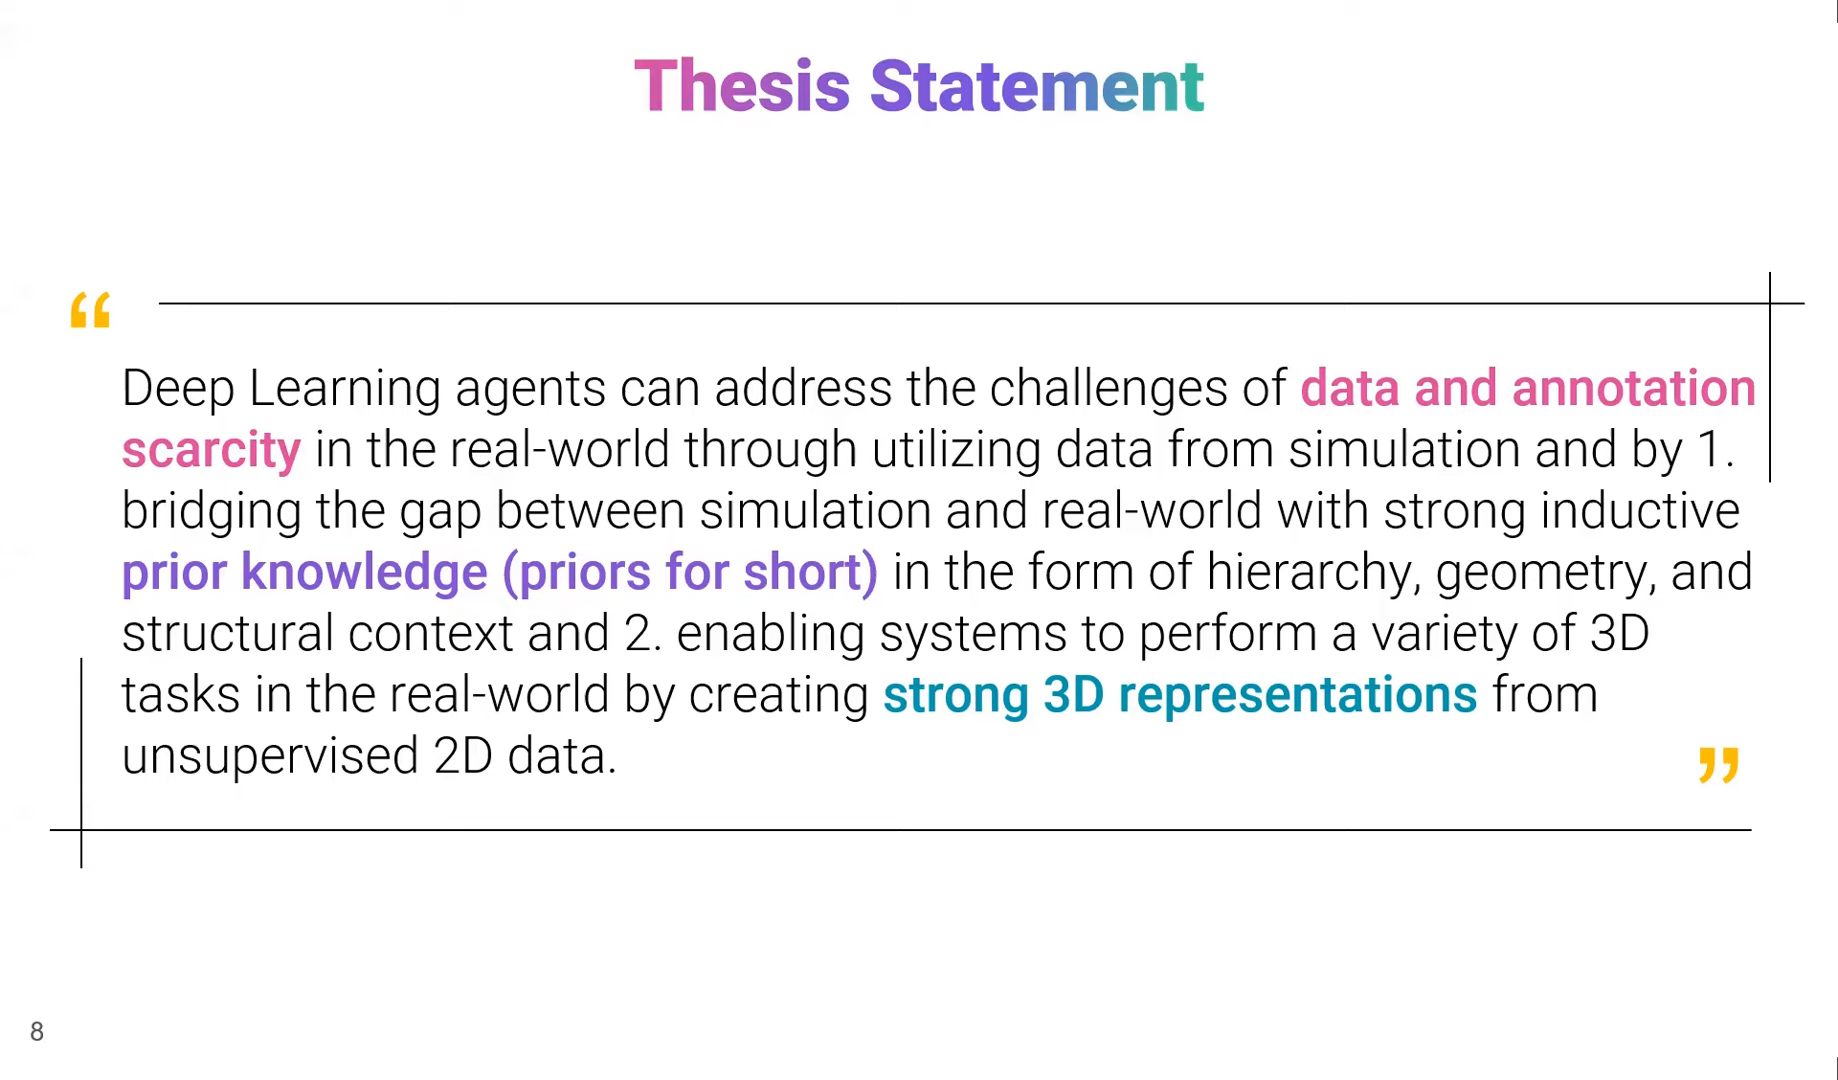 Thesis Statement
“
Deep Learning agents can address the challenges of data and annotation
scarcity in the real-world through utilizing data from simulation and by 1.
bridging the gap between simulation and real-world with strong inductive
prior knowledge (priors for short) in the form of hierarchy, geometry, and
structural context and 2. enabling systems to perform a variety of 3D
tasks in the real-world by creating strong 3D representations from
unsupervised 2D data.
”
8